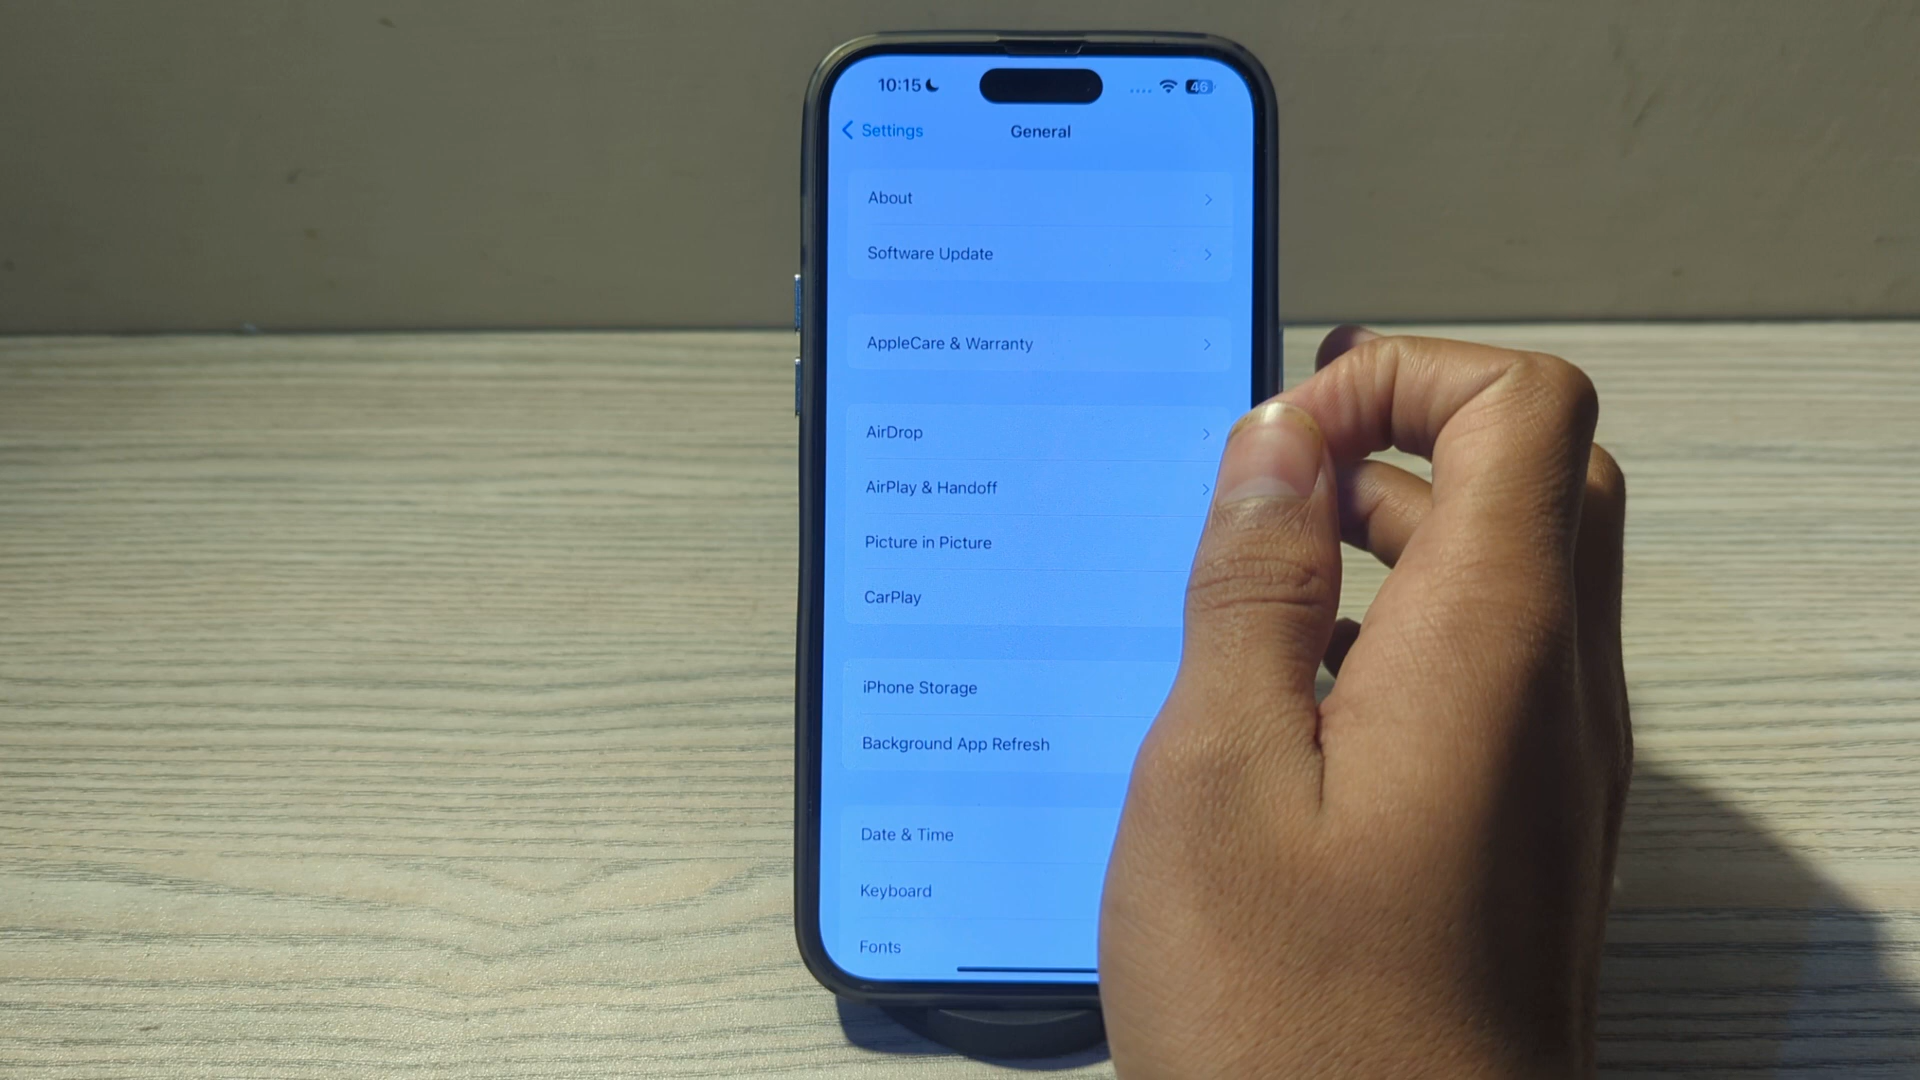 10:15
46
Settings
General
About
Software Update
AppleCare & Warranty
AirDrop
AirPlay & Handoff
Picture in Picture
CarPlay
iPhone Storage
Background App Refresh
Date & Time
Keyboard
Fonts